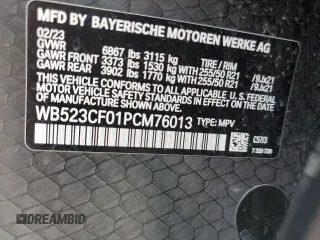 MFD BY BAYERISCHE MOTOREN WERKE AG
02/23
GVWR 6867 lbs 3115 kg TIRE / RIM
GAWR FRONT 3373 lbs 1530 kg WITH 255/50 R21 / 9Jx21
GAWR REAR 3902 lbs 1770 kg WITH 255/50 R21 / 9Jx21
THIS VEHICLE CONFORMS TO ALL APPLICABLE U.S. FEDERAL
MOTOR VEHICLE SAFETY STANDARDS IN EFFECT ON THE
DATE OF MANUFACTURE SHOWN ABOVE
WB523CF01PCM76013 TYPE: MPV
DREAMBID